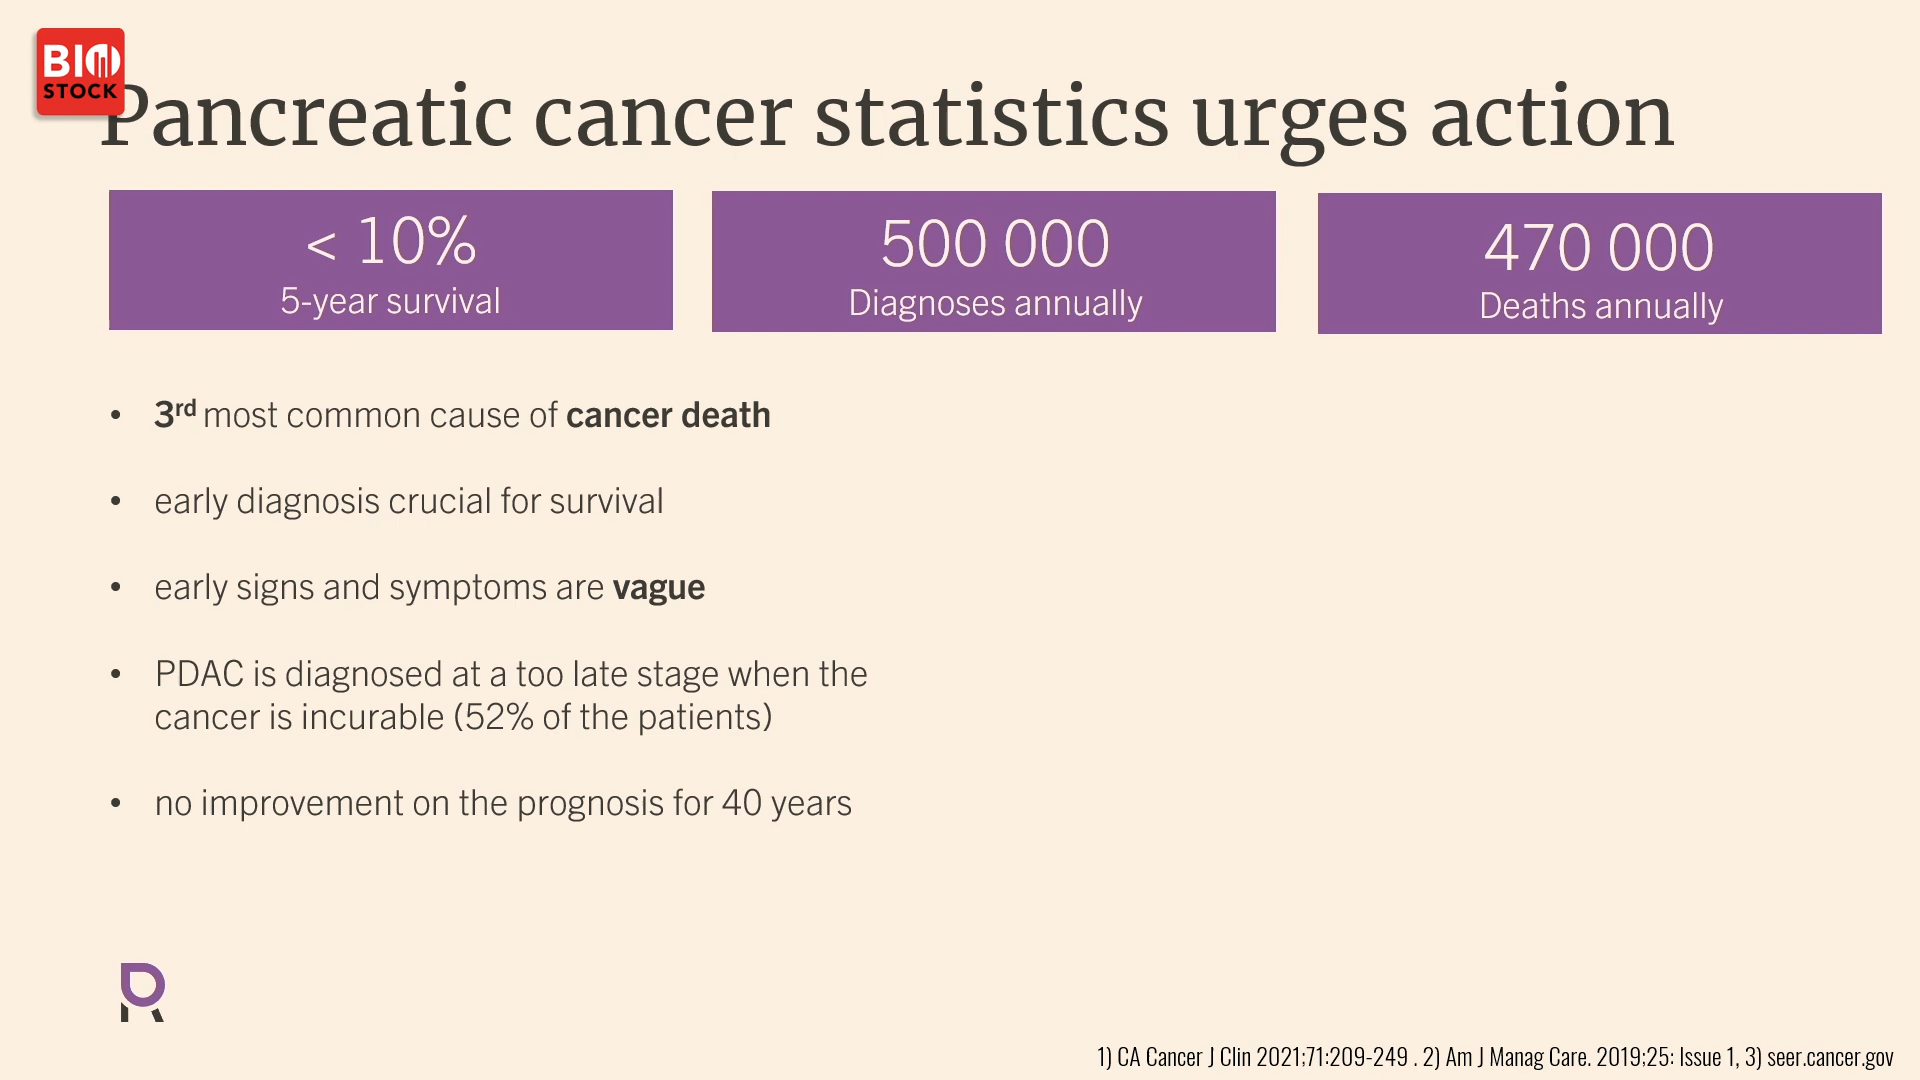 BIO
STOCK
Pancreatic cancer statistics urges action
< 10%
5-year survival
500 000
Diagnoses annually
470 000
Deaths annually
• 3rd most common cause of cancer death
• early diagnosis crucial for survival
• early signs and symptoms are vague
• PDAC is diagnosed at a too late stage when the
cancer is incurable (52% of the patients)
• no improvement on the prognosis for 40 years
R
1) CA Cancer J Clin 2021;71:209-249 . 2) Am J Manag Care. 2019;25: Issue 1, 3) seer.cancer.gov